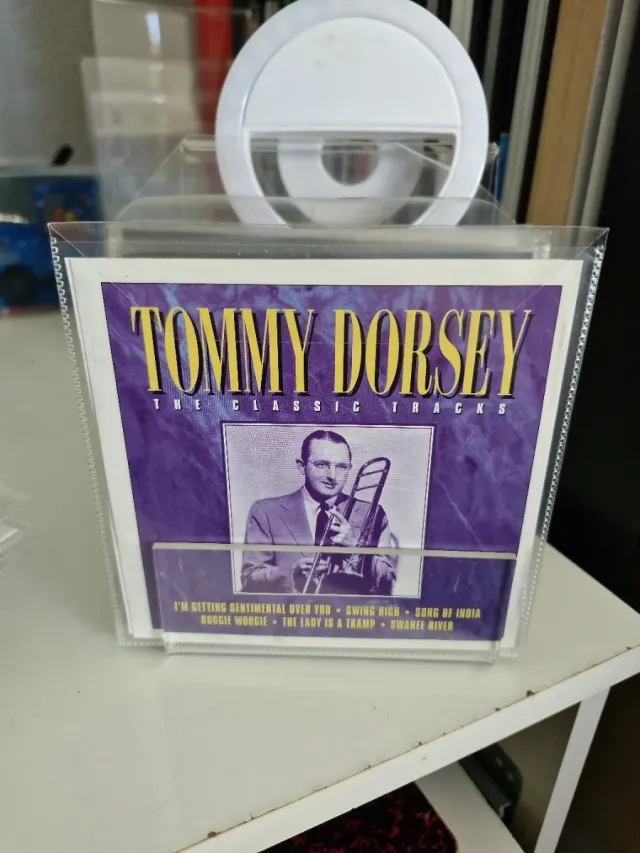 TOMMY DORSEY
THE CLASSIC TRACKS
I'M GETTING SENTIMENTAL OVER YOU • SWING HIGH • SONG OF INDIA
BOOGIE WOOGIE • THE LADY IS A TRAMP • SWANEE RIVER